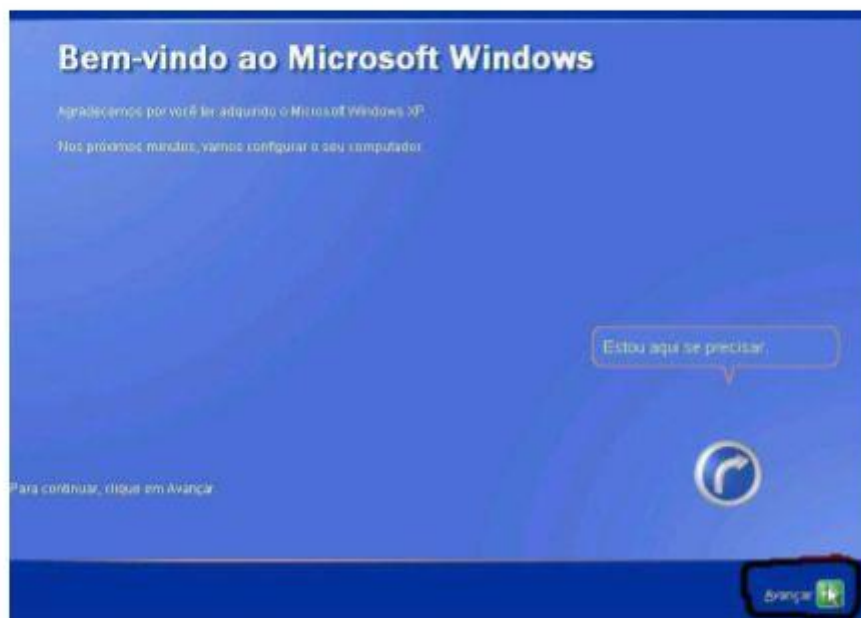 Bem-vindo ao Microsoft Windows
Agradecemos por você ter adquirido o Microsoft Windows XP.
Nos próximos minutos, vamos configurar o seu computador.
Estou aqui se precisar.
Para continuar, clique em Avançar.
Avançar